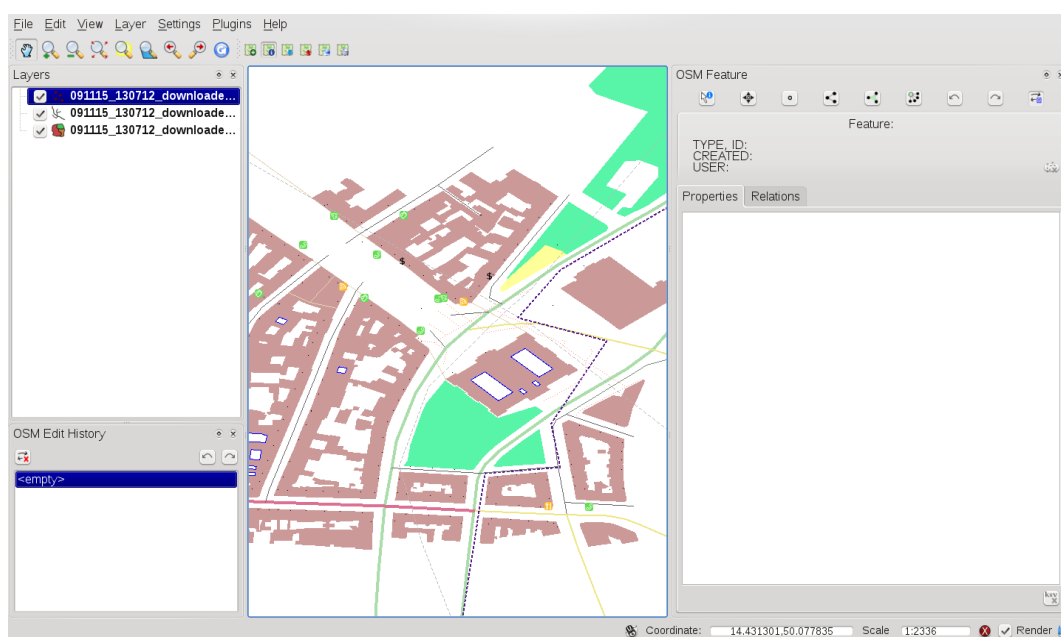 File Edit View Layer Settings Plugins Help
Layers
091115_130712_downloade...
091115_130712_downloade...
091115_130712_downloade...
OSM Edit History
<empty>
OSM Feature
Feature:
TYPE, ID:
CREATED:
USER:
Properties Relations
$
$
Coordinate: 14.431301,50.077835 Scale 1:2336 Render